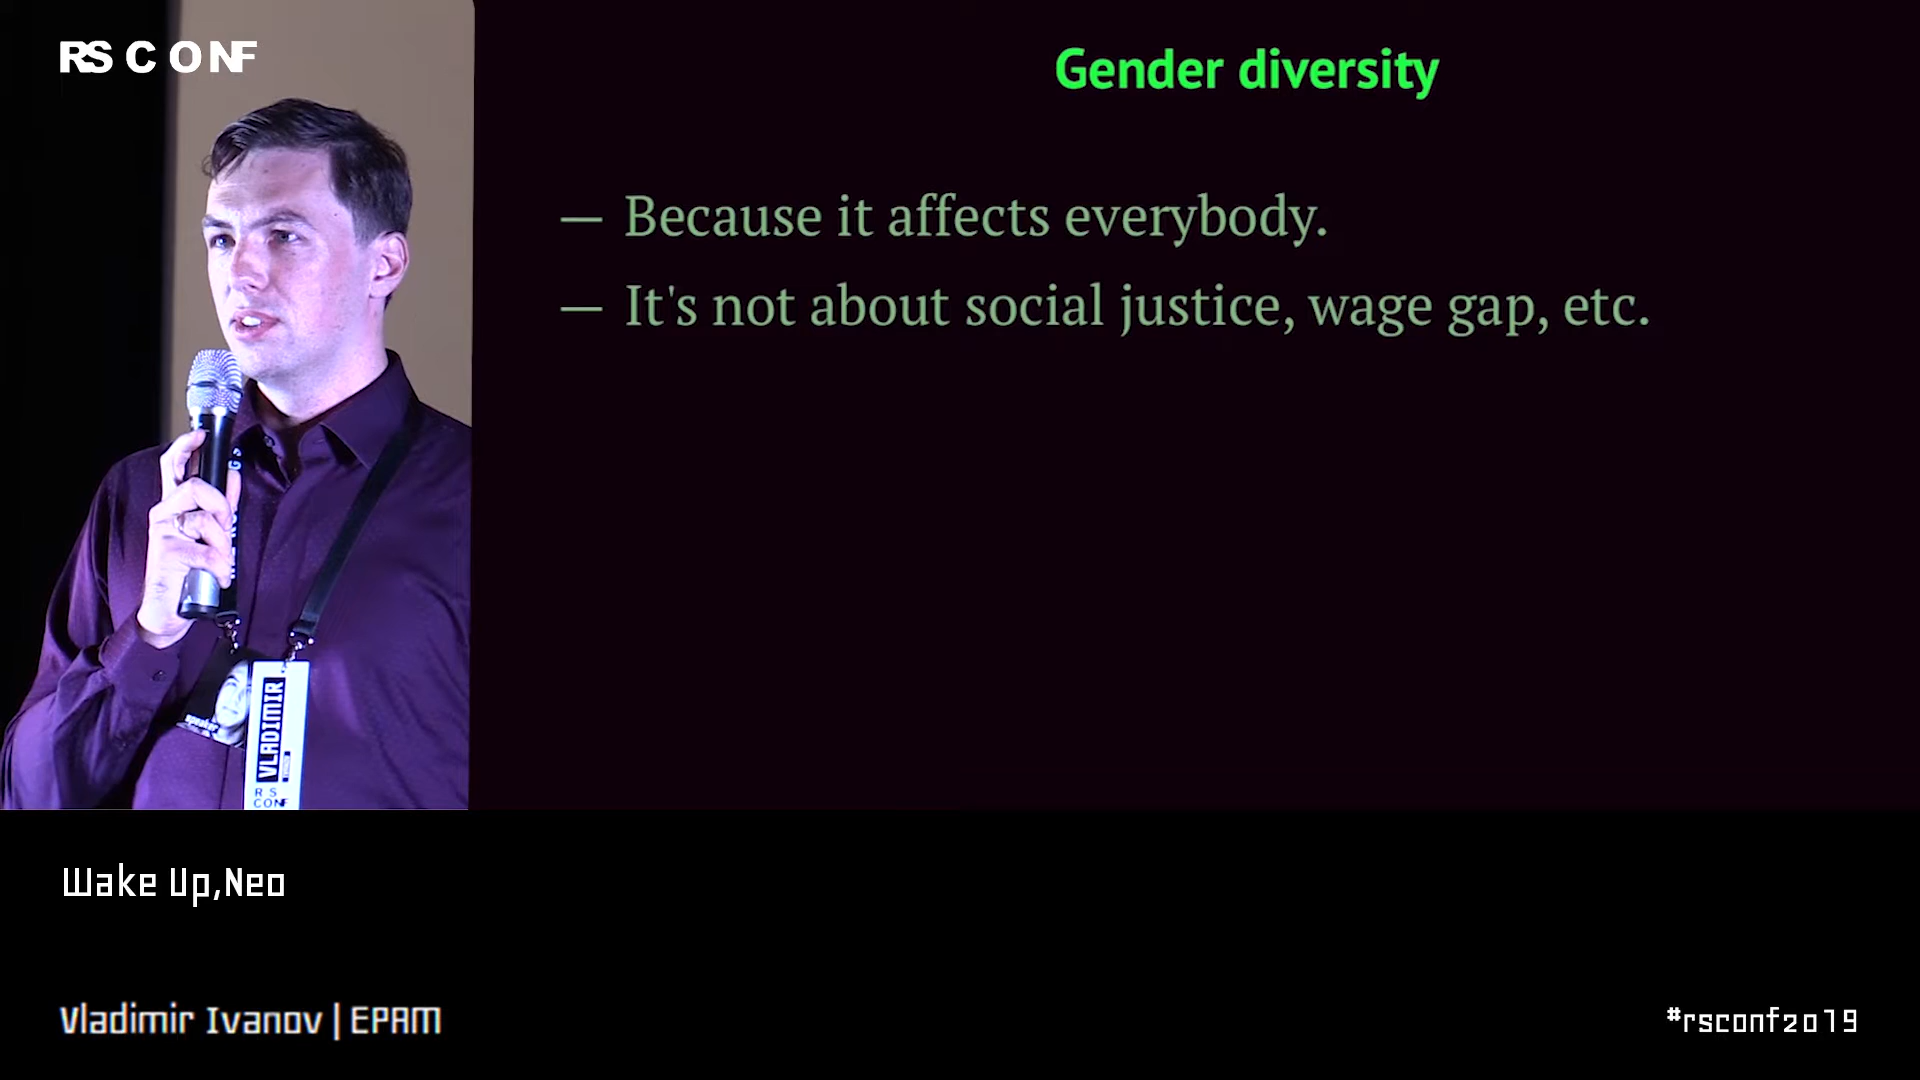 RS CONF
Gender diversity
— Because it affects everybody.
— It's not about social justice, wage gap, etc.
speaker
VLADIMIR
RS
CONF
Wake Up,Neo
Vladimir Ivanov | EPAM
#rsconf2019